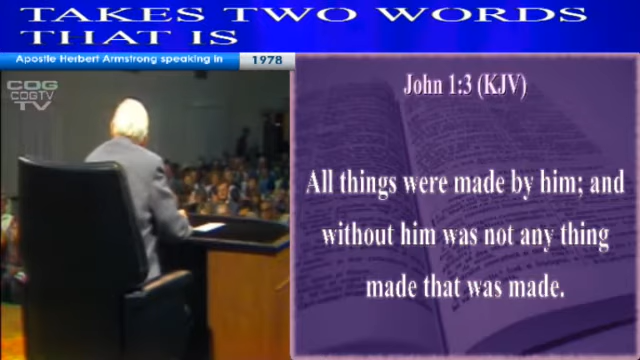 TAKES TWO WORDS
THAT IS
Apostle Herbert Armstrong speaking in 1978
COG
COGTV
TV
John 1:3 (KJV)
All things were made by him; and
without him was not any thing
made that was made.